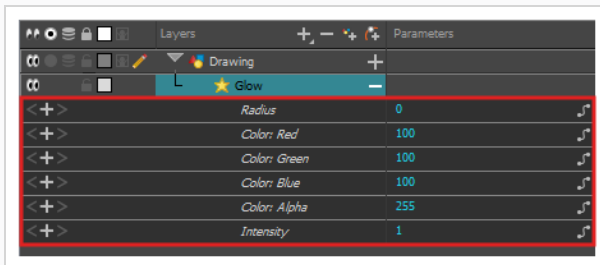 Layers Parameters
Drawing
Glow
Radius 0
Color: Red 100
Color: Green 100
Color: Blue 100
Color: Alpha 255
Intensity 1